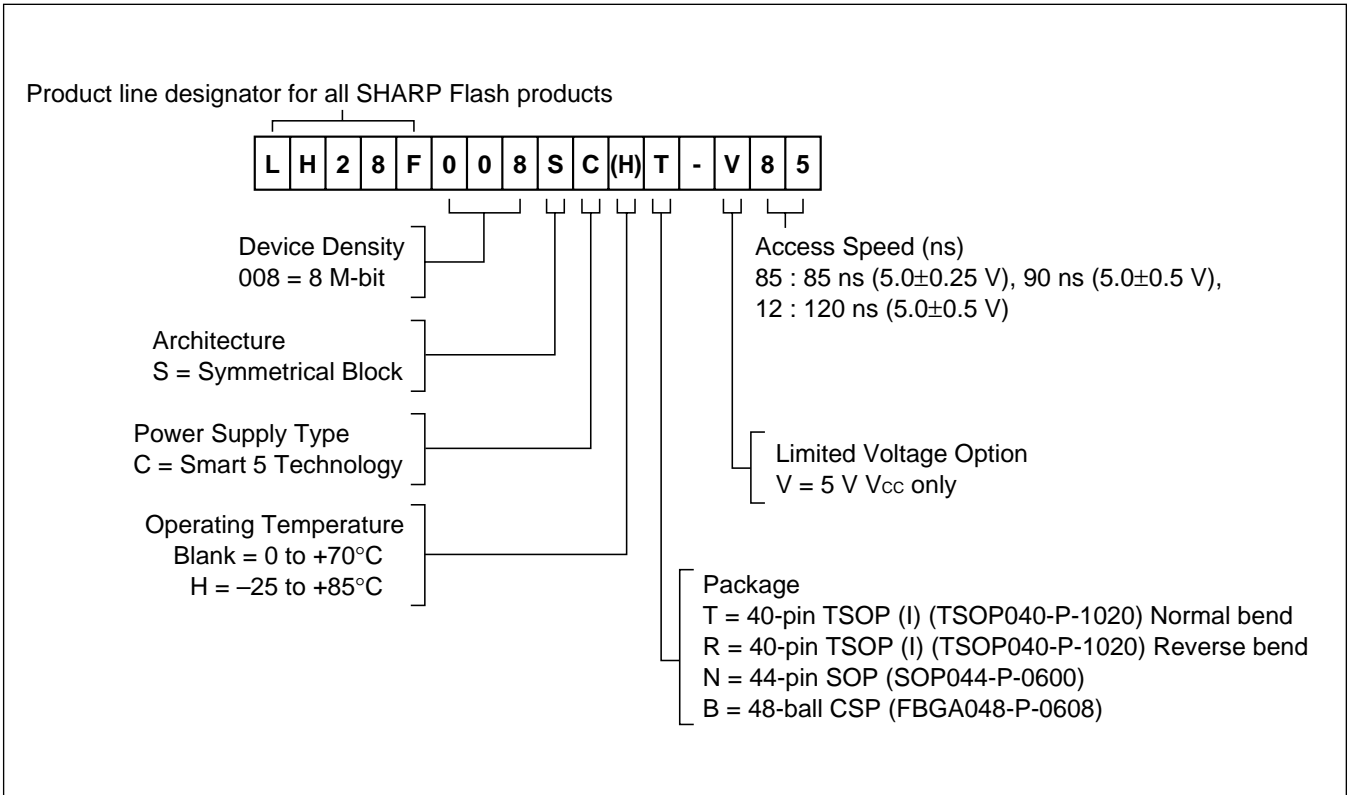 Product line designator for all SHARP Flash products
L H 2 8 F 0 0 8 S C (H) T - V 8 5
Device Density
008 = 8 M-bit
Access Speed (ns)
85 : 85 ns (5.0±0.25 V), 90 ns (5.0±0.5 V),
12 : 120 ns (5.0±0.5 V)
Architecture
S = Symmetrical Block
Power Supply Type
C = Smart 5 Technology
Limited Voltage Option
V = 5 V VCC only
Operating Temperature
Blank = 0 to +70°C
H = –25 to +85°C
Package
T = 40-pin TSOP (I) (TSOP040-P-1020) Normal bend
R = 40-pin TSOP (I) (TSOP040-P-1020) Reverse bend
N = 44-pin SOP (SOP044-P-0600)
B = 48-ball CSP (FBGA048-P-0608)